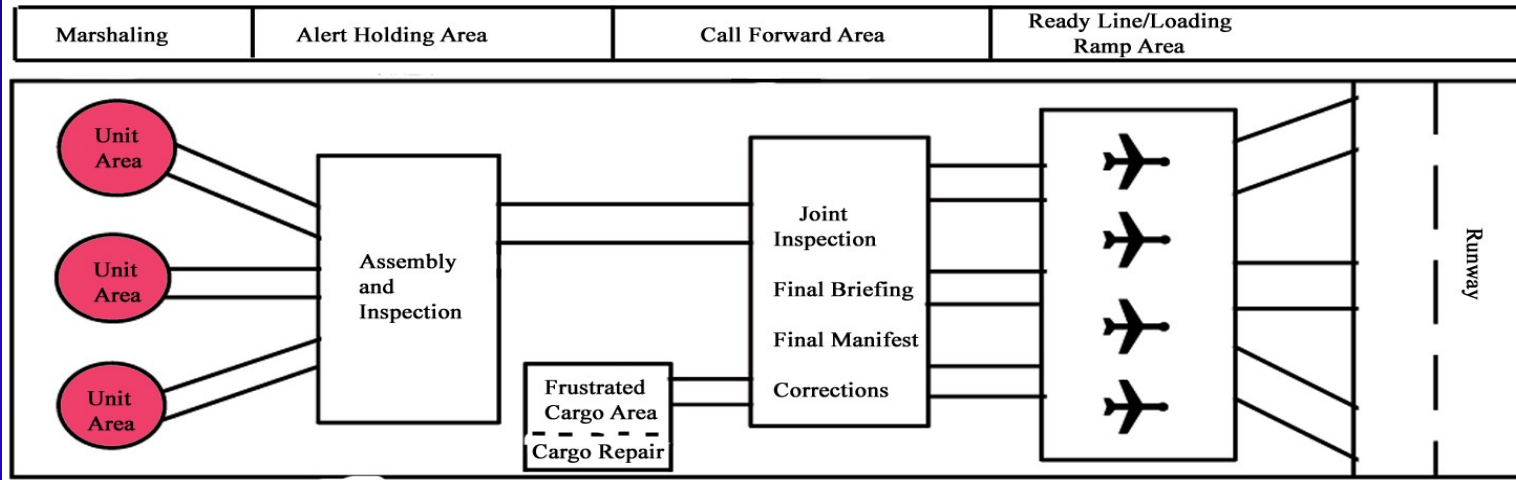 Marshaling
Alert Holding Area
Call Forward Area
Ready Line/Loading
Ramp Area
Unit
Area
Unit
Area
Unit
Area
Assembly
and
Inspection
Frustrated
Cargo Area
Cargo Repair
Joint
Inspection
Final Briefing
Final Manifest
Corrections
Runway